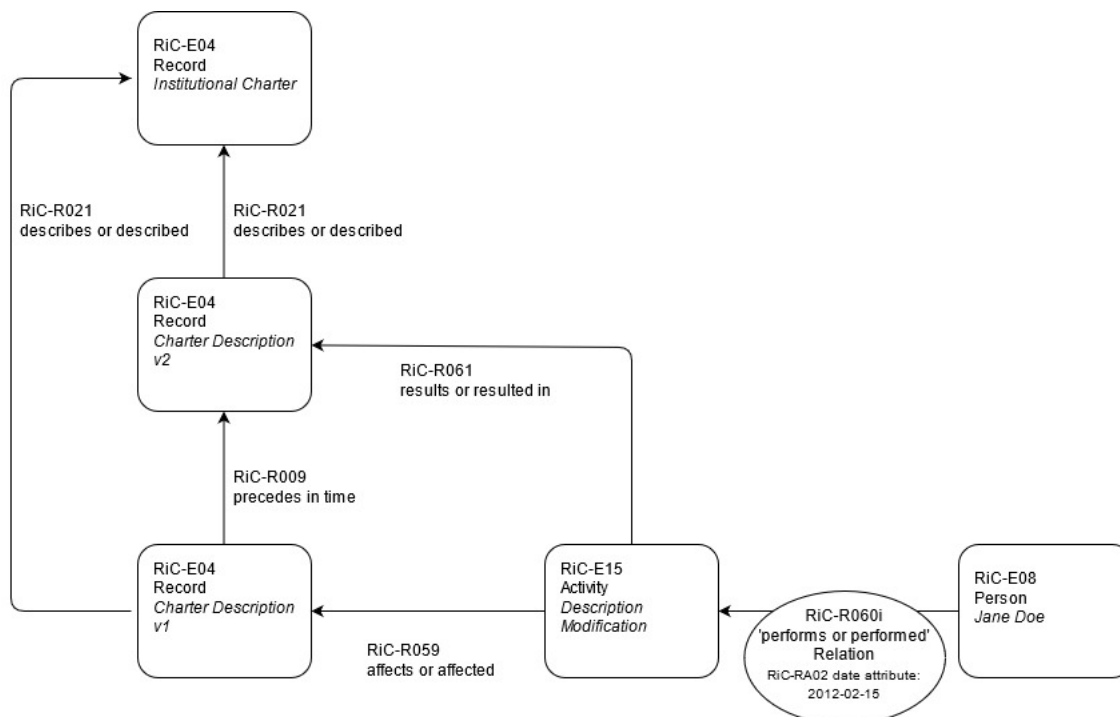 RiC-E04
Record
Institutional Charter
RiC-R021
describes or described
RiC-R021
describes or described
RiC-E04
Record
Charter Description
v2
RiC-R061
results or resulted in
RiC-R009
precedes in time
RiC-E04
Record
Charter Description
v1
RiC-R059
affects or affected
RiC-E15
Activity
Description
Modification
RiC-R060i
'performs or performed'
Relation
RiC-RA02 date attribute:
2012-02-15
RiC-E08
Person
Jane Doe